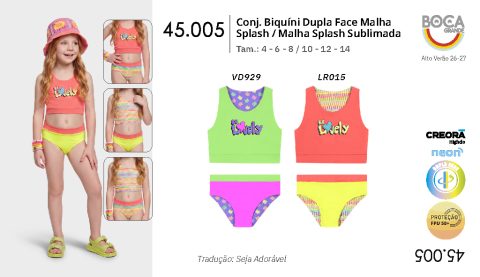 45.005
Conj. Biquíni Dupla Face Malha
Splash / Malha Splash Sublimada
Tam.: 4 - 6 - 8 / 10 - 12 - 14
BOCA
GRANDE
Alto Verão 26-27
VD929
LR015
CREORA
neon
PROTEÇÃO
FPU 50+
Tradução: Seja Adorável
45.005